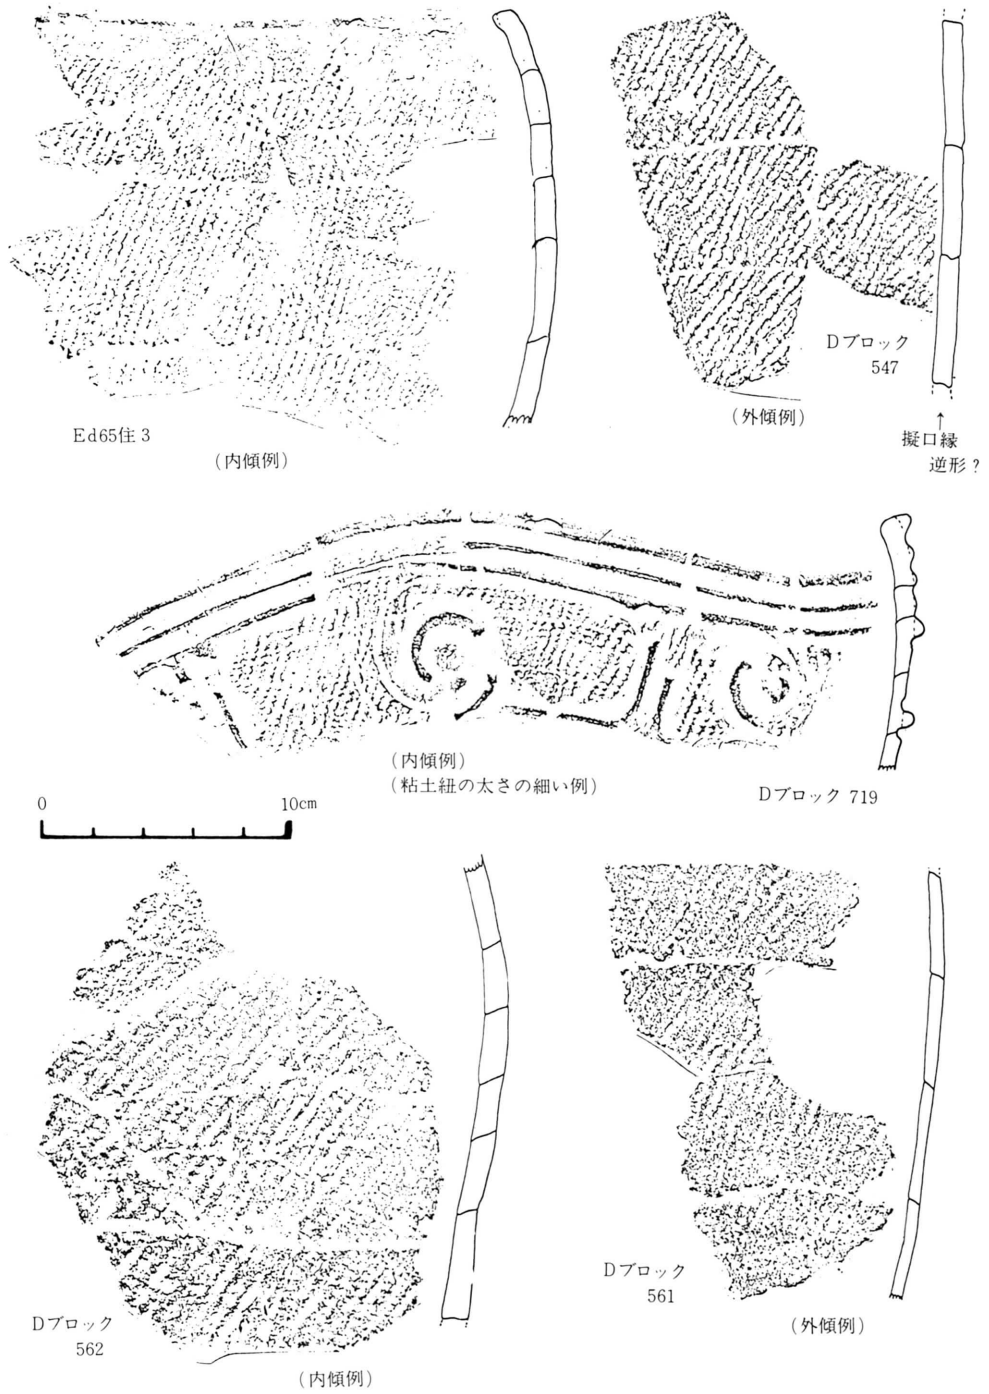 Ed65住3
(内傾例)
Dブロック
547
(外傾例)
↑
擬口縁
逆形?
(内傾例)
(粘土紐の太さの細い例)
Dブロック 719
0 10cm
Dブロック
562
(内傾例)
Dブロック
561
(外傾例)